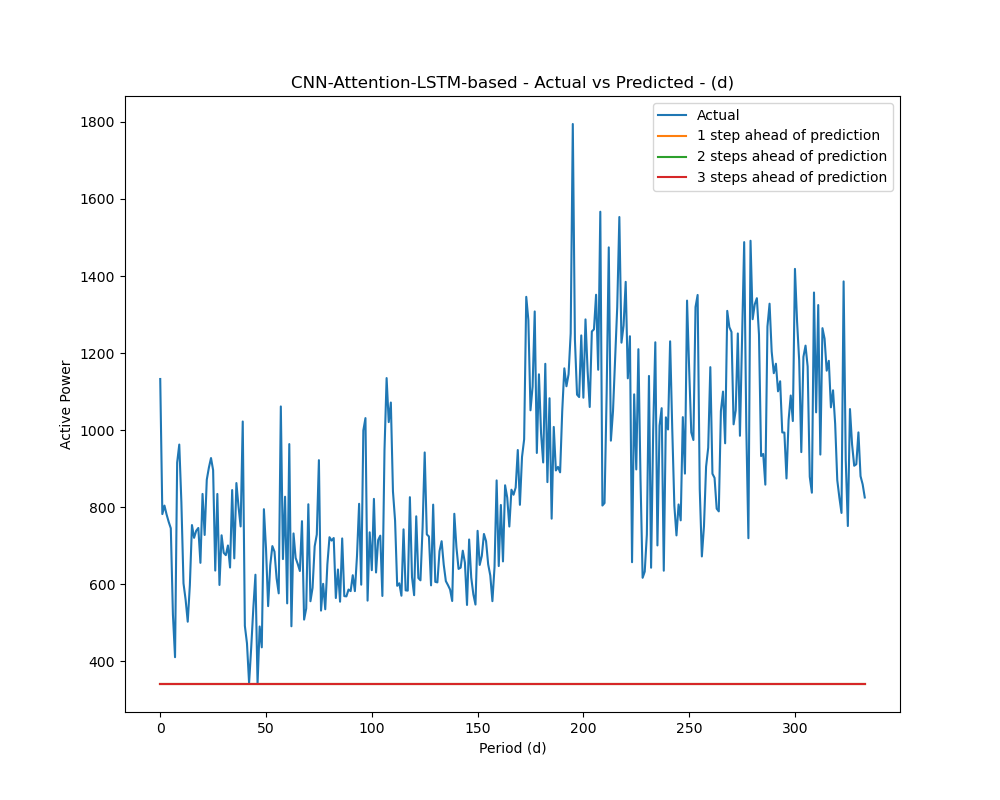 CNN-Attention-LSTM-based - Actual vs Predicted - (d)
Actual
1 step ahead of prediction
2 steps ahead of prediction
3 steps ahead of prediction
Active Power
1800
1600
1400
1200
1000
800
600
400
0 50 100 150 200 250 300
Period (d)